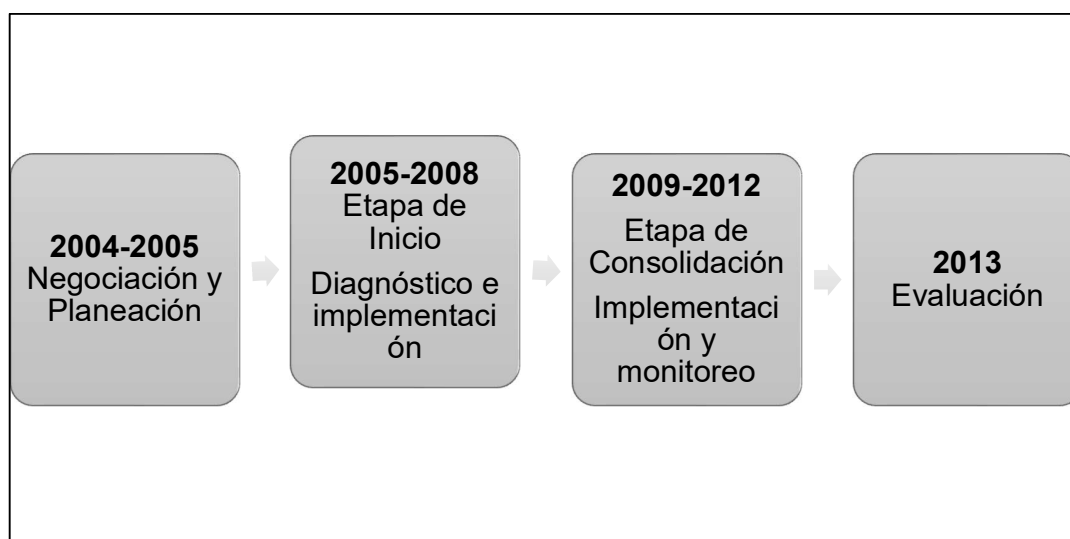 2004-2005
Negociación y
Planeación
2005-2008
Etapa de
Inicio
Diagnóstico e
implementaci
ón
2009-2012
Etapa de
Consolidación
Implementaci
ón y
monitoreo
2013
Evaluación